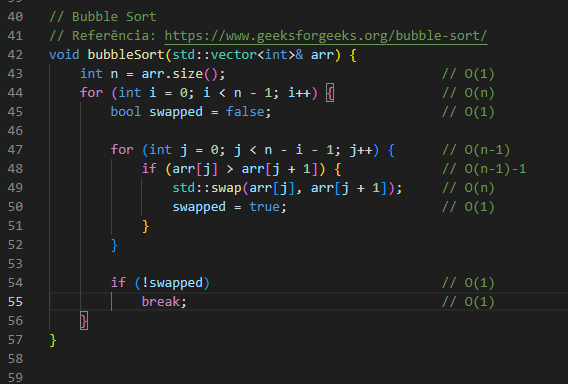 40 // Bubble Sort
41 // Referência: https://www.geeksforgeeks.org/bubble-sort/
42 void bubbleSort(std::vector<int>& arr) {
43     int n = arr.size();                            // O(1)
44     for (int i = 0; i < n - 1; i++) {              // O(n)
45         bool swapped = false;                      // O(1)
46
47         for (int j = 0; j < n - i - 1; j++) {      // O(n-1)
48             if (arr[j] > arr[j + 1]) {             // O(n-1)-1
49                 std::swap(arr[j], arr[j + 1]);     // O(n)
50                 swapped = true;                    // O(1)
51             }
52         }
53
54         if (!swapped)                              // O(1)
55             break;                                 // O(1)
56     }
57 }
58
59